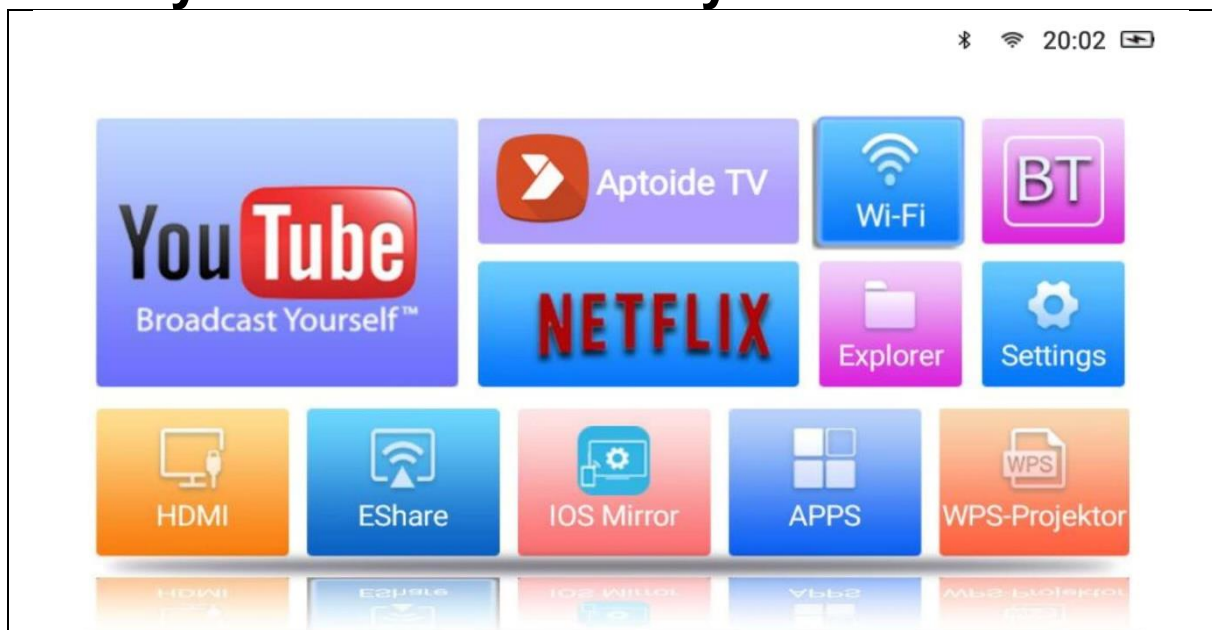 20:02
YouTube
Broadcast Yourself™
Aptoide TV
Wi-Fi
BT
NETFLIX
Explorer
Settings
HDMI
EShare
IOS Mirror
APPS
WPS
WPS-Projektor